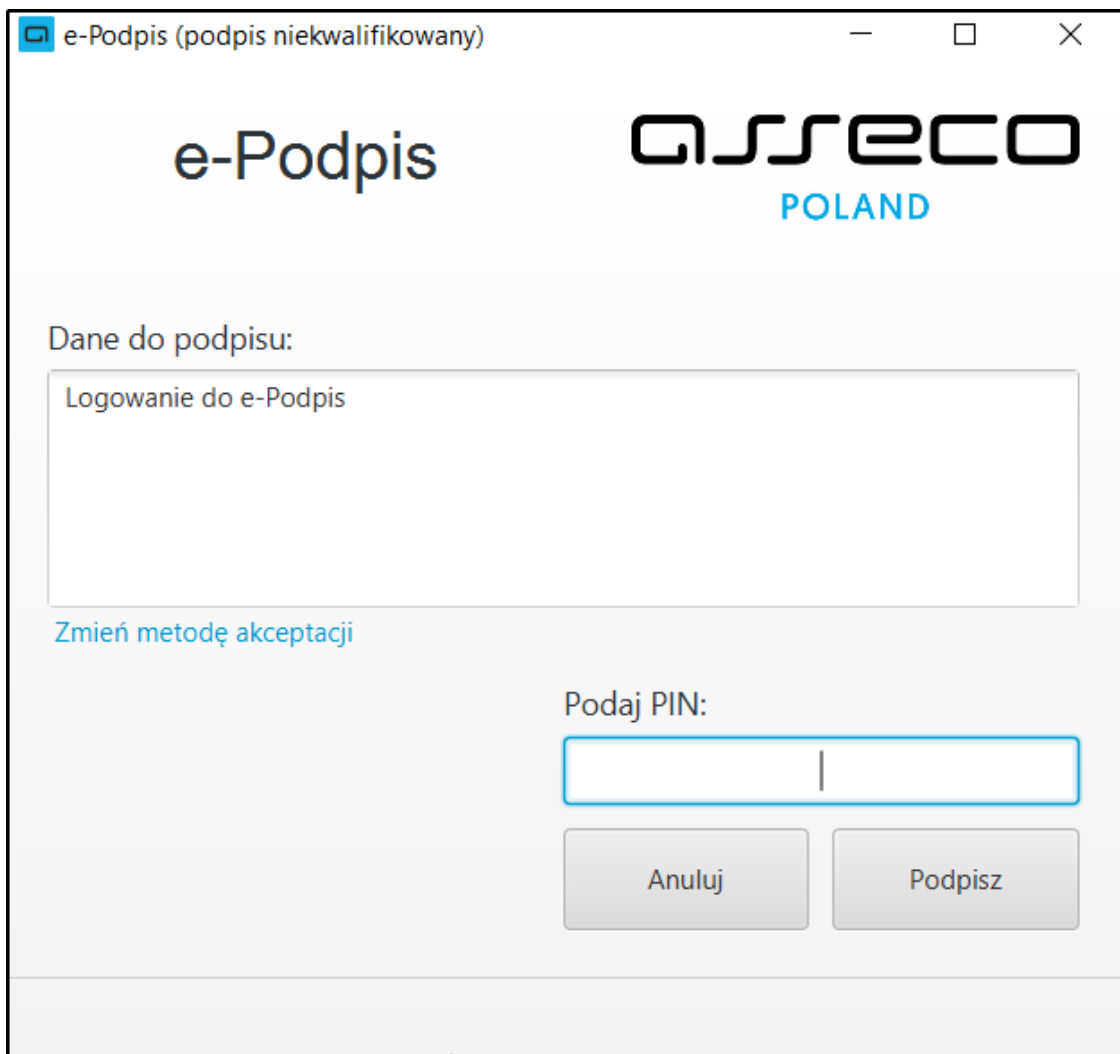 e-Podpis (podpis niekwalifikowany)
e-Podpis
asseco
POLAND
Dane do podpisu:
Logowanie do e-Podpis
Zmień metodę akceptacji
Podaj PIN:
Anuluj
Podpisz